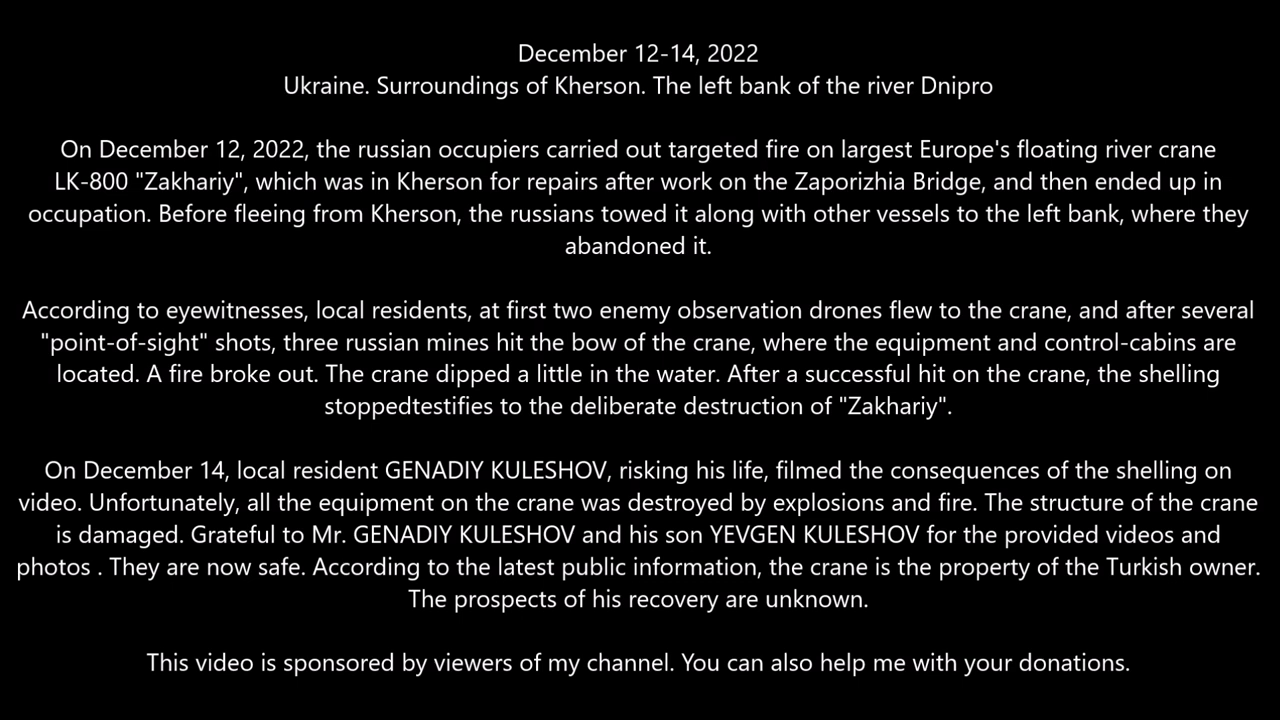 December 12-14, 2022
Ukraine. Surroundings of Kherson. The left bank of the river Dnipro
On December 12, 2022, the russian occupiers carried out targeted fire on largest Europe's floating river crane
LK-800 "Zakhariy", which was in Kherson for repairs after work on the Zaporizhia Bridge, and then ended up in
occupation. Before fleeing from Kherson, the russians towed it along with other vessels to the left bank, where they
abandoned it.
According to eyewitnesses, local residents, at first two enemy observation drones flew to the crane, and after several
"point-of-sight" shots, three russian mines hit the bow of the crane, where the equipment and control-cabins are
located. A fire broke out. The crane dipped a little in the water. After a successful hit on the crane, the shelling
stoppedtestifies to the deliberate destruction of "Zakhariy".
On December 14, local resident GENADIY KULESHOV, risking his life, filmed the consequences of the shelling on
video. Unfortunately, all the equipment on the crane was destroyed by explosions and fire. The structure of the crane
is damaged. Grateful to Mr. GENADIY KULESHOV and his son YEVGEN KULESHOV for the provided videos and
photos . They are now safe. According to the latest public information, the crane is the property of the Turkish owner.
The prospects of his recovery are unknown.
This video is sponsored by viewers of my channel. You can also help me with your donations.